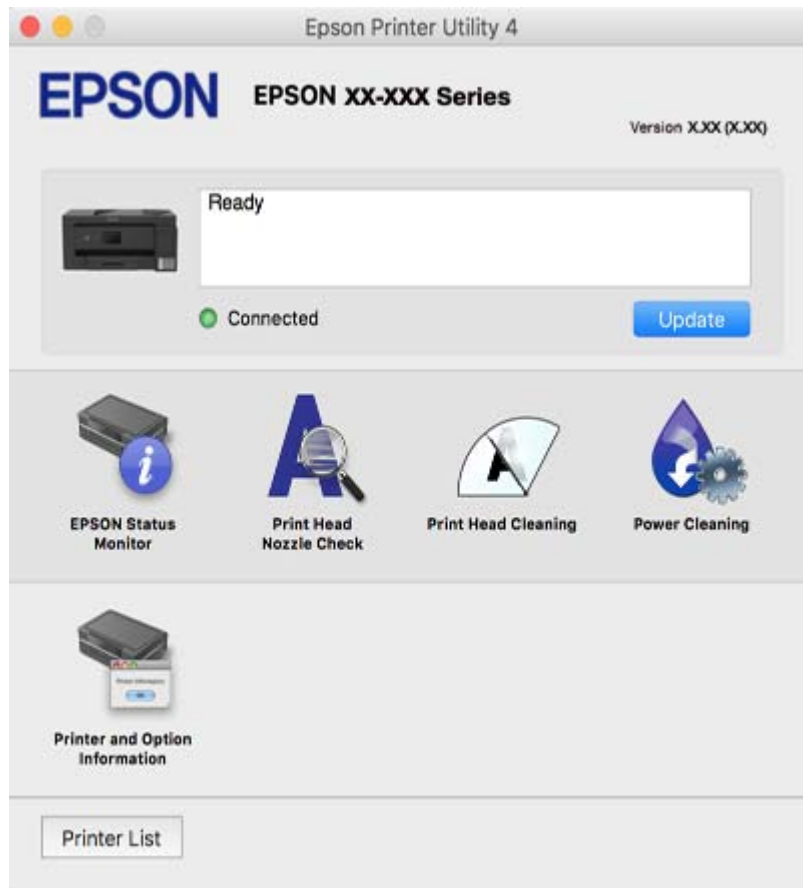 Epson Printer Utility 4
EPSON
EPSON XX-XXX Series
Version X.XX (X.XX)
Ready
Connected
Update
EPSON Status
Monitor
Print Head
Nozzle Check
Print Head Cleaning
Power Cleaning
Printer and Option
Information
Printer List